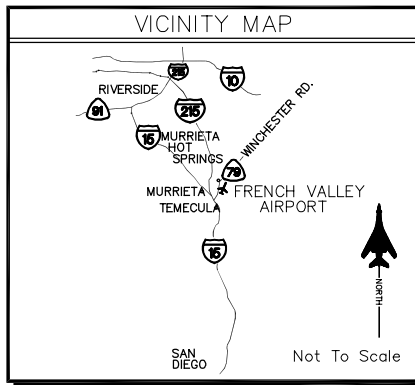 VICINITY MAP
215
10
RIVERSIDE
91
215
15
MURRIETA
HOT
SPRINGS
WINCHESTER RD.
79
MURRIETA
TEMECULA
FRENCH VALLEY
AIRPORT
15
NORTH
SAN
DIEGO
Not To Scale